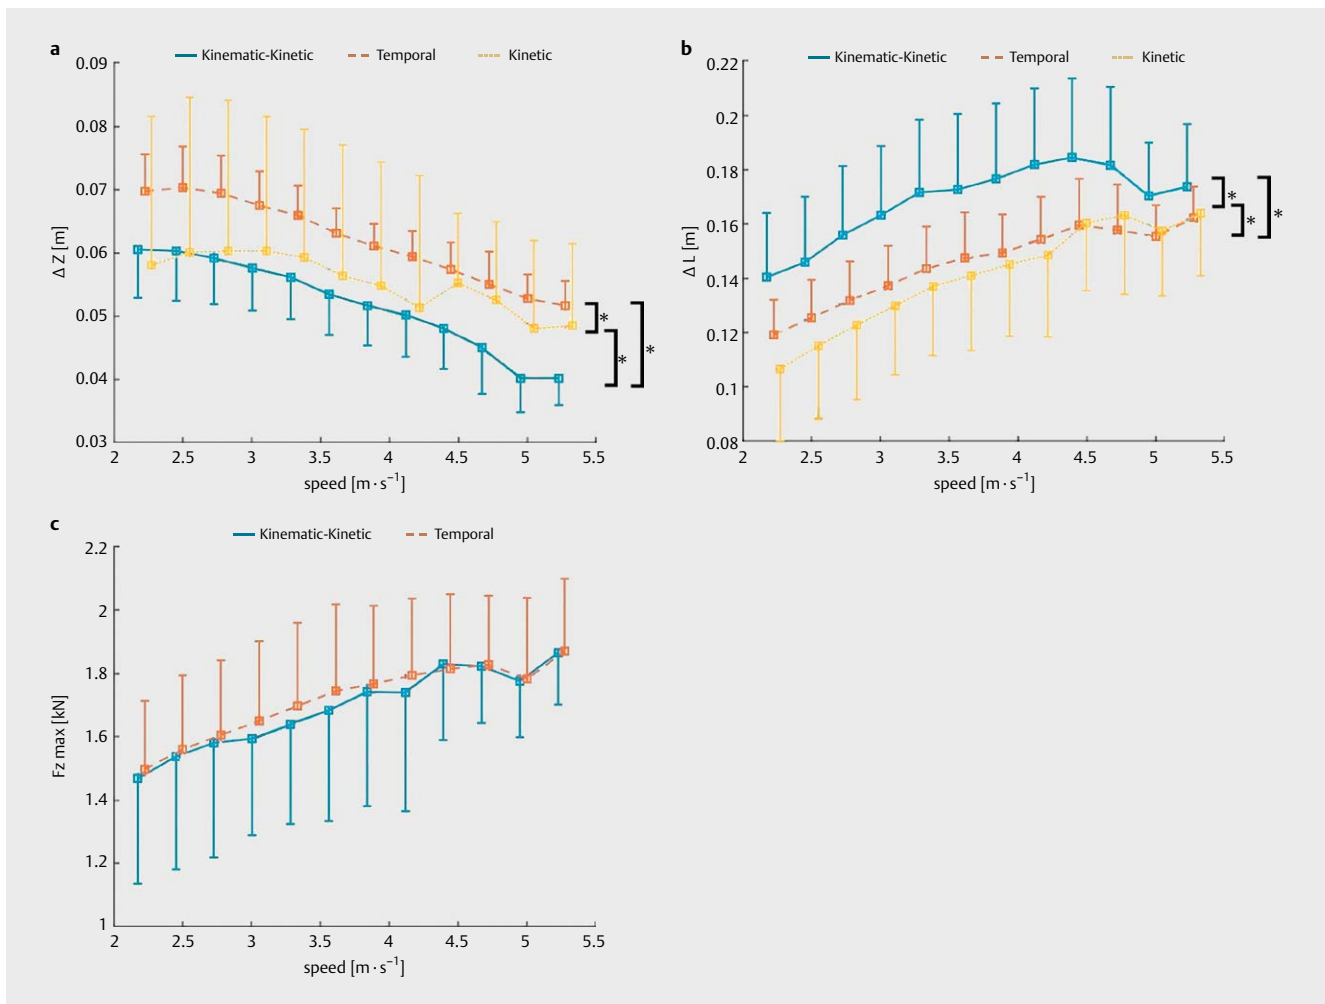 a
Kinematic-Kinetic Temporal Kinetic
0.09
0.08
0.07
0.06
0.05
0.04
0.03
Δ Z [m]
2 2.5 3 3.5 4 4.5 5 5.5
speed [m · s⁻¹]
*
*
*
b
Kinematic-Kinetic Temporal Kinetic
0.22
0.2
0.18
0.16
0.14
0.12
0.1
0.08
Δ L [m]
2 2.5 3 3.5 4 4.5 5 5.5
speed [m · s⁻¹]
*
*
*
c
Kinematic-Kinetic Temporal
2.2
2
1.8
1.6
1.4
1.2
1
Fz max [kN]
2 2.5 3 3.5 4 4.5 5 5.5
speed [m · s⁻¹]